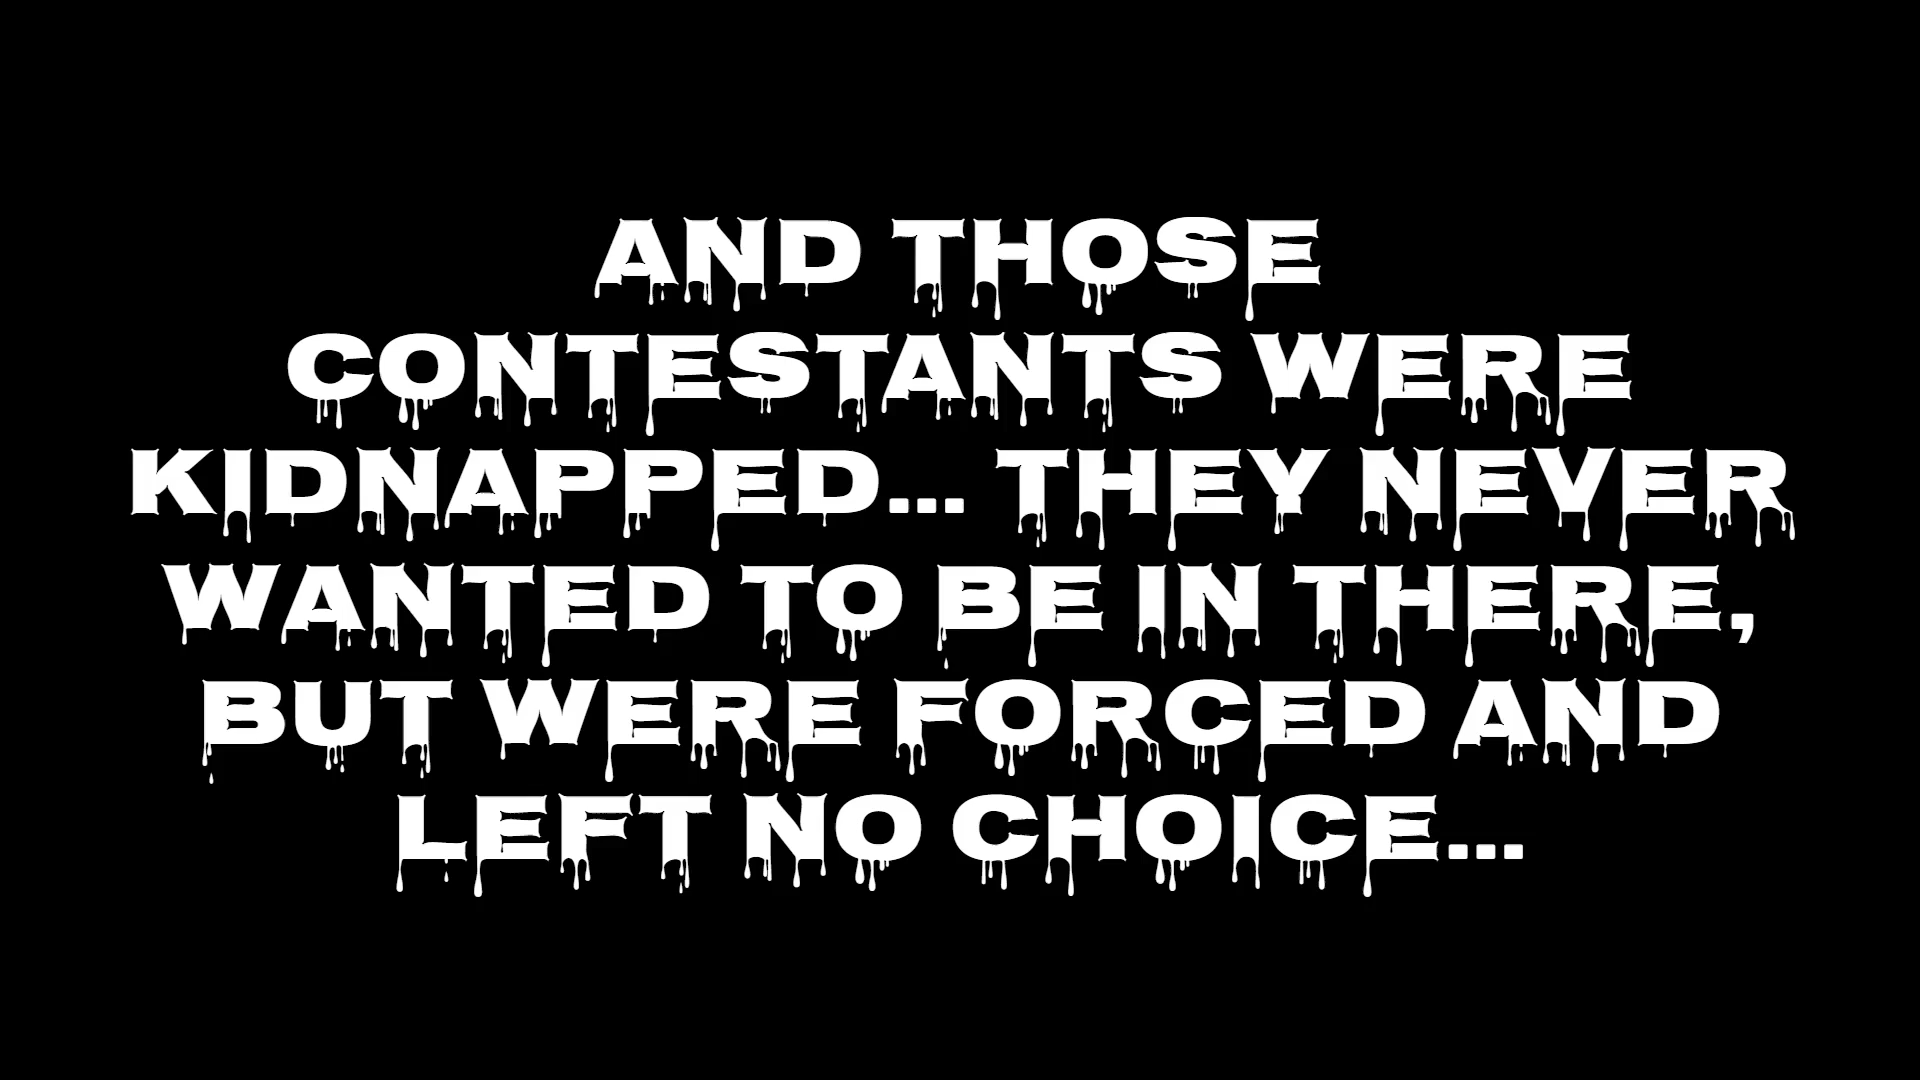 AND THOSE
CONTESTANTS WERE
KIDNAPPED... THEY NEVER
WANTED TO BE IN THERE,
BUT WERE FORCED AND
LEFT NO CHOICE...